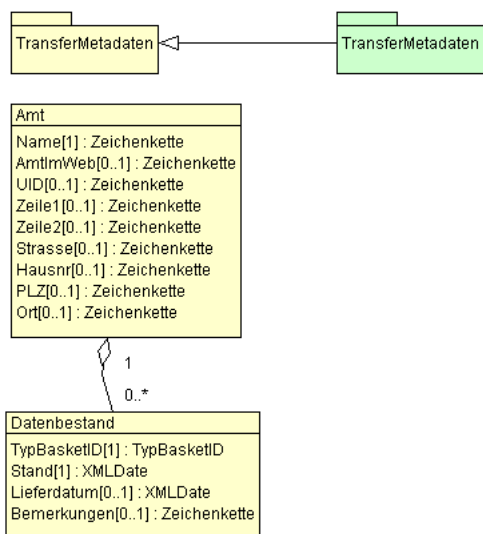 TransferMetadaten
TransferMetadaten
Amt
Name[1] : Zeichenkette
AmtImWeb[0..1] : Zeichenkette
UID[0..1] : Zeichenkette
Zeile1[0..1] : Zeichenkette
Zeile2[0..1] : Zeichenkette
Strasse[0..1] : Zeichenkette
Hausnr[0..1] : Zeichenkette
PLZ[0..1] : Zeichenkette
Ort[0..1] : Zeichenkette
1
0..*
Datenbestand
TypBasketID[1] : TypBasketID
Stand[1] : XMLDate
Lieferdatum[0..1] : XMLDate
Bemerkungen[0..1] : Zeichenkette